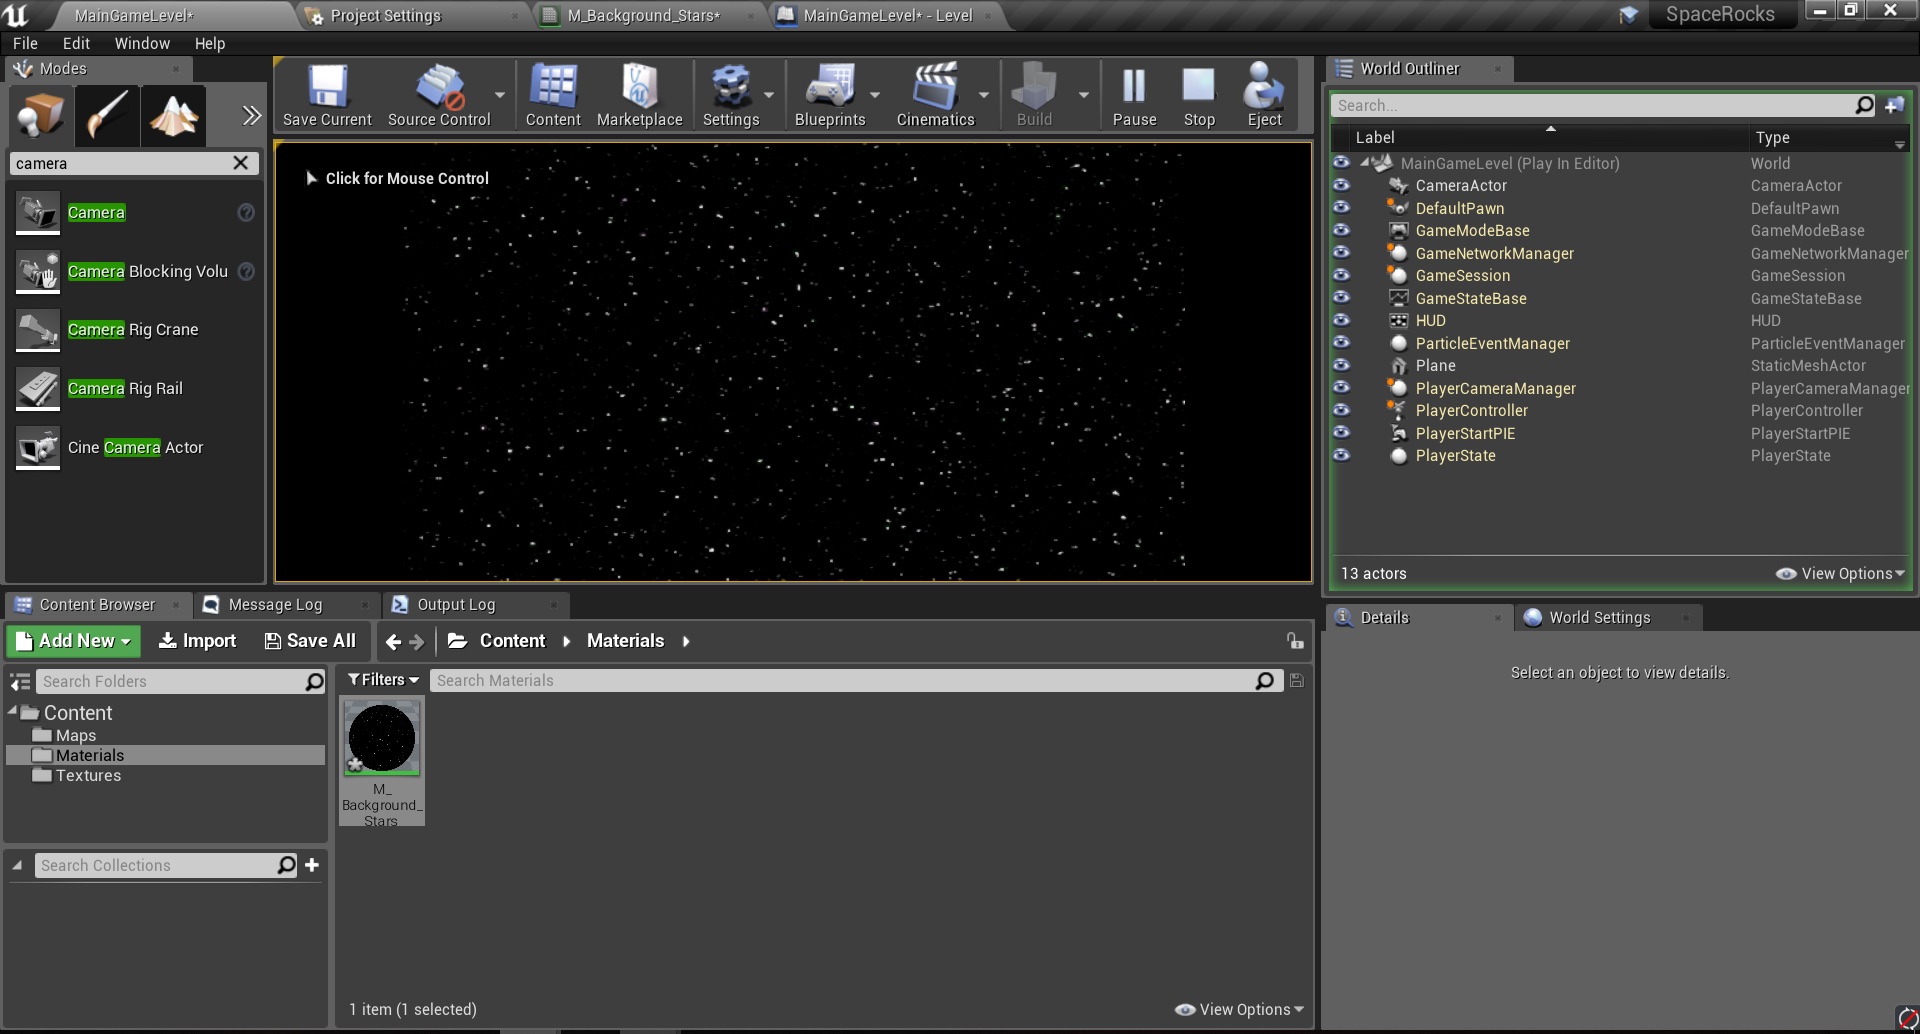 MainGameLevel*
Project Settings
M_Background_Stars*
MainGameLevel* - Level
SpaceRocks
File Edit Window Help
Modes
Save Current
Source Control
Content
Marketplace
Settings
Blueprints
Cinematics
Build
Pause
Stop
Eject
camera
Camera
Camera Blocking Volu
Camera Rig Crane
Camera Rig Rail
Cine Camera Actor
Click for Mouse Control
World Outliner
Search...
Label Type
MainGameLevel (Play In Editor) World
CameraActor CameraActor
DefaultPawn DefaultPawn
GameModeBase GameModeBase
GameNetworkManager GameNetworkManager
GameSession GameSession
GameStateBase GameStateBase
HUD HUD
ParticleEventManager ParticleEventManager
Plane StaticMeshActor
PlayerCameraManager PlayerCameraManager
PlayerController PlayerController
PlayerStartPIE PlayerStartPIE
PlayerState PlayerState
13 actors
View Options
Content Browser
Message Log
Output Log
Add New
Import
Save All
Content
Materials
Search Folders
Content
Maps
Materials
Textures
Search Collections
Filters
Search Materials
M_
Background_
Stars
1 item (1 selected)
View Options
Details
World Settings
Select an object to view details.